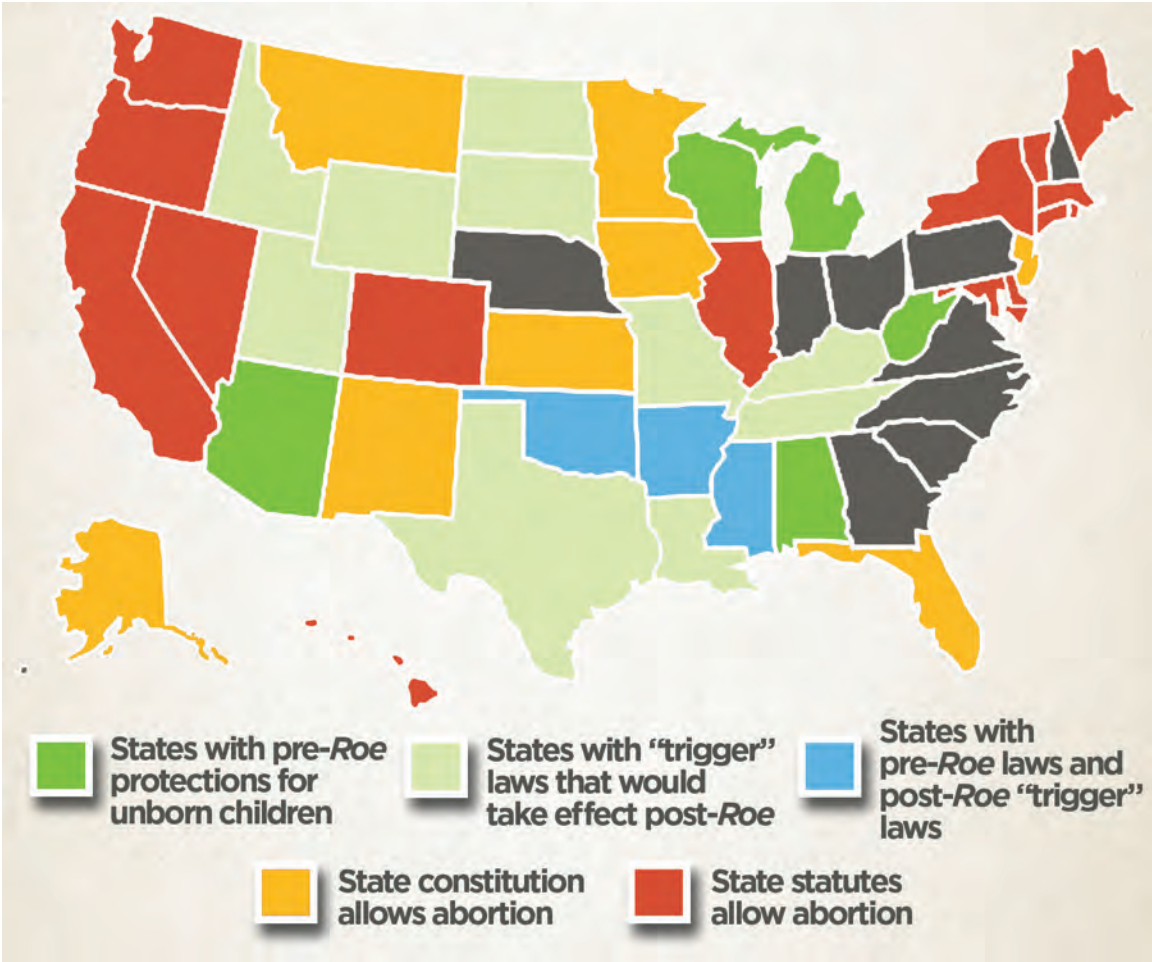 States with pre-Roe
protections for
unborn children
States with “trigger”
laws that would
take effect post-Roe
States with
pre-Roe laws and
post-Roe “trigger”
laws
State constitution
allows abortion
State statutes
allow abortion